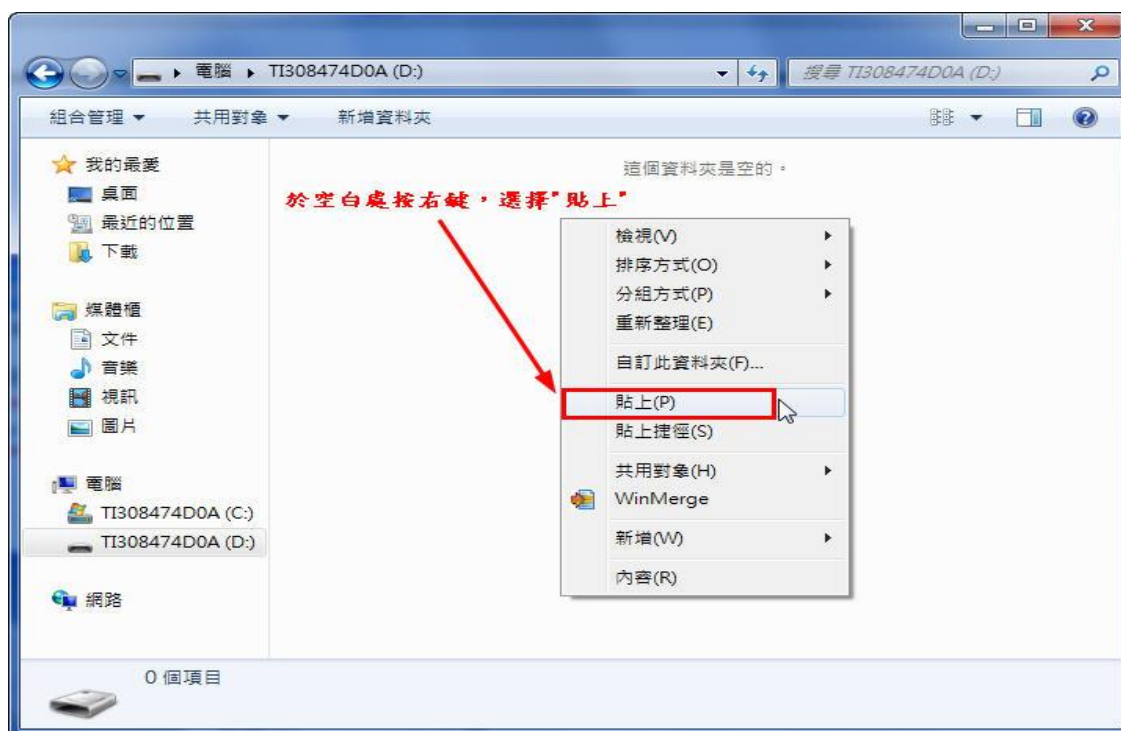 電腦 ▸ TI308474D0A (D:)
搜尋 TI308474D0A (D:)
組合管理 ▼ 共用對象 ▼ 新增資料夾
我的最愛
桌面
最近的位置
下載
媒體櫃
文件
音樂
視訊
圖片
電腦
TI308474D0A (C:)
TI308474D0A (D:)
網路
這個資料夾是空的。
於空白處按右鍵，選擇"貼上"
檢視(V)
排序方式(O)
分組方式(P)
重新整理(E)
自訂此資料夾(F)...
貼上(P)
貼上捷徑(S)
共用對象(H)
WinMerge
新增(W)
內容(R)
0 個項目